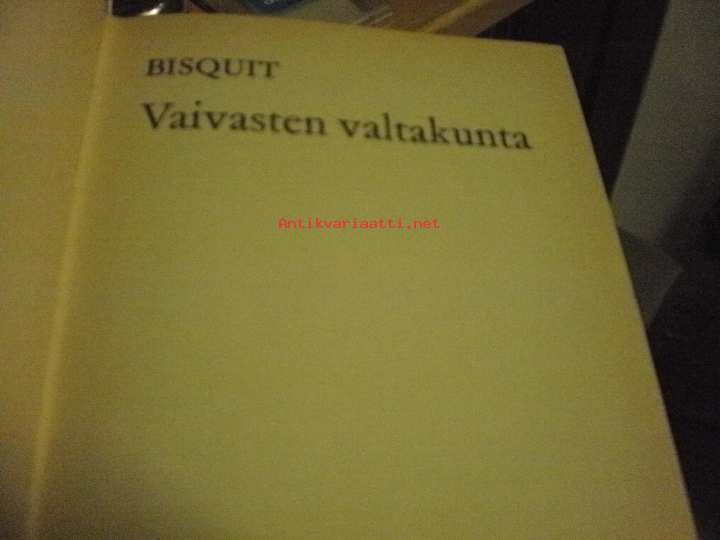 BISQUIT
Vaivasten valtakunta
Antikvariaatti.net